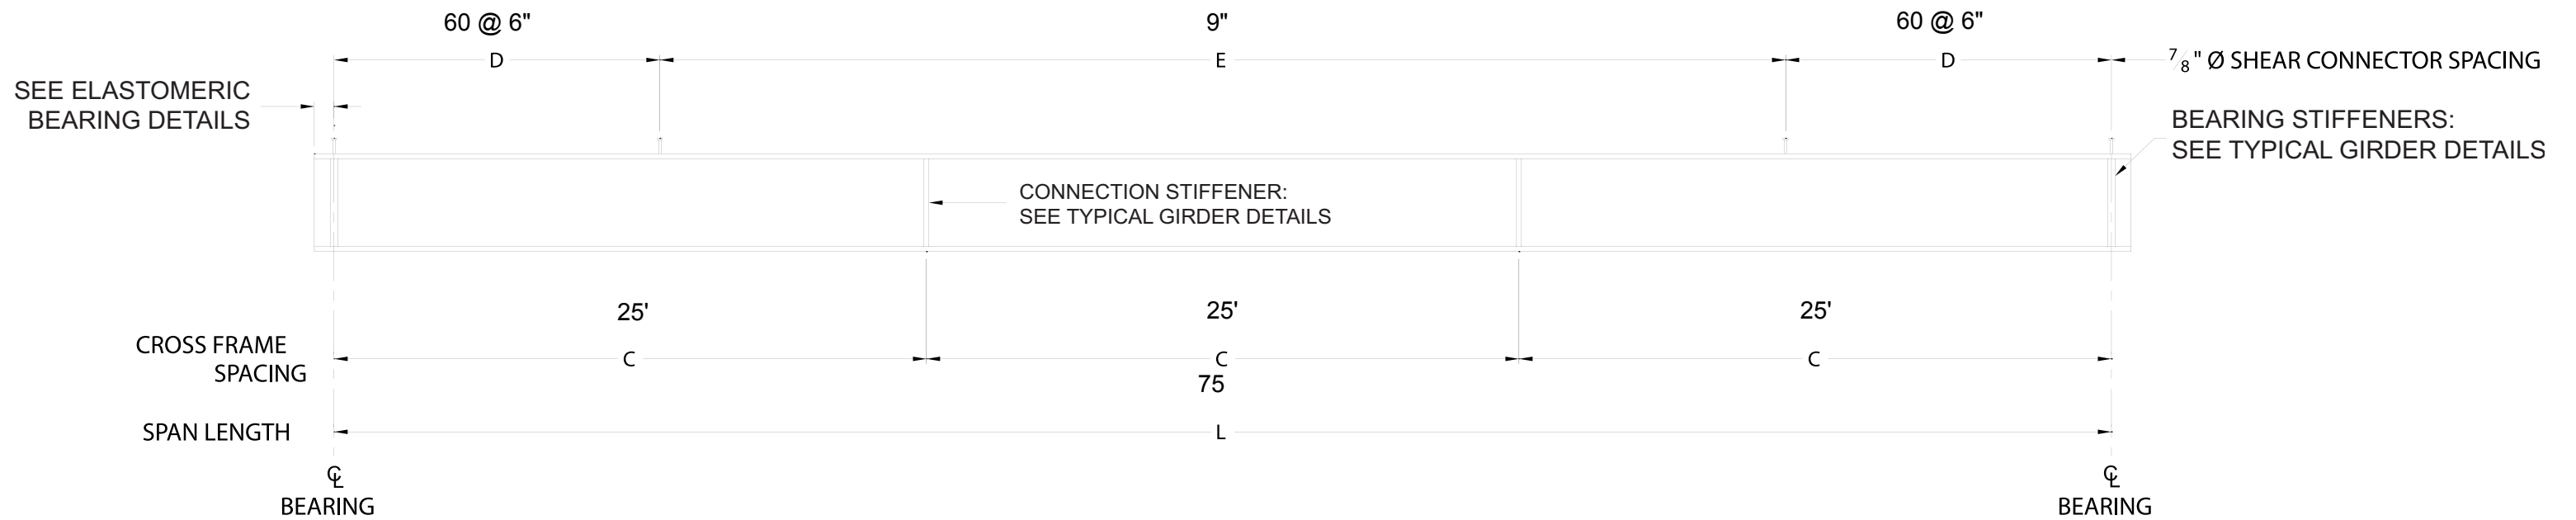 60 @ 6"
9"
60 @ 6"
D
E
D
7/8" Ø SHEAR CONNECTOR SPACING
SEE ELASTOMERIC
BEARING DETAILS
BEARING STIFFENERS:
SEE TYPICAL GIRDER DETAILS
CONNECTION STIFFENER:
SEE TYPICAL GIRDER DETAILS
25'
25'
25'
CROSS FRAME
SPACING
C
C
C
75
SPAN LENGTH
L
℄
BEARING
℄
BEARING